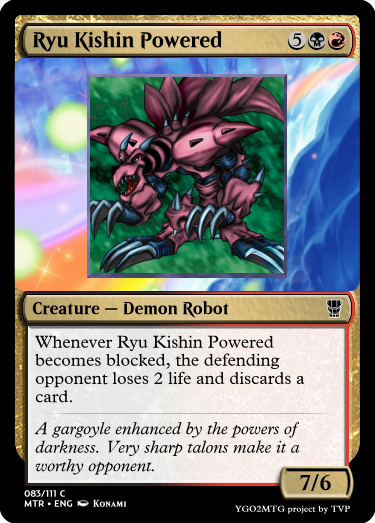 Ryu Kishin Powered 5
Creature — Demon Robot
Whenever Ryu Kishin Powered
becomes blocked, the defending
opponent loses 2 life and discards a
card.
A gargoyle enhanced by the powers of
darkness. Very sharp talons make it a
worthy opponent.
7/6
083/111 C
MTR • ENG Konami
YGO2MTG project by TVP